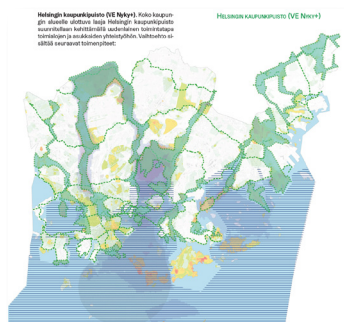 Helsingin kaupunkipuisto (VE Nyky+). Koko kaupun-
gin alueelle ulottuva laaja Helsingin kaupunkipuisto
suunnitellaan kehittämällä uudenlainen toimintatapa
toimialojen ja asukkaiden yhteistyöhön. Vaihtoehto si-
sältää seuraavat toimenpiteet:
HELSINGIN KAUPUNKIPUISTO (VE NYKY+)